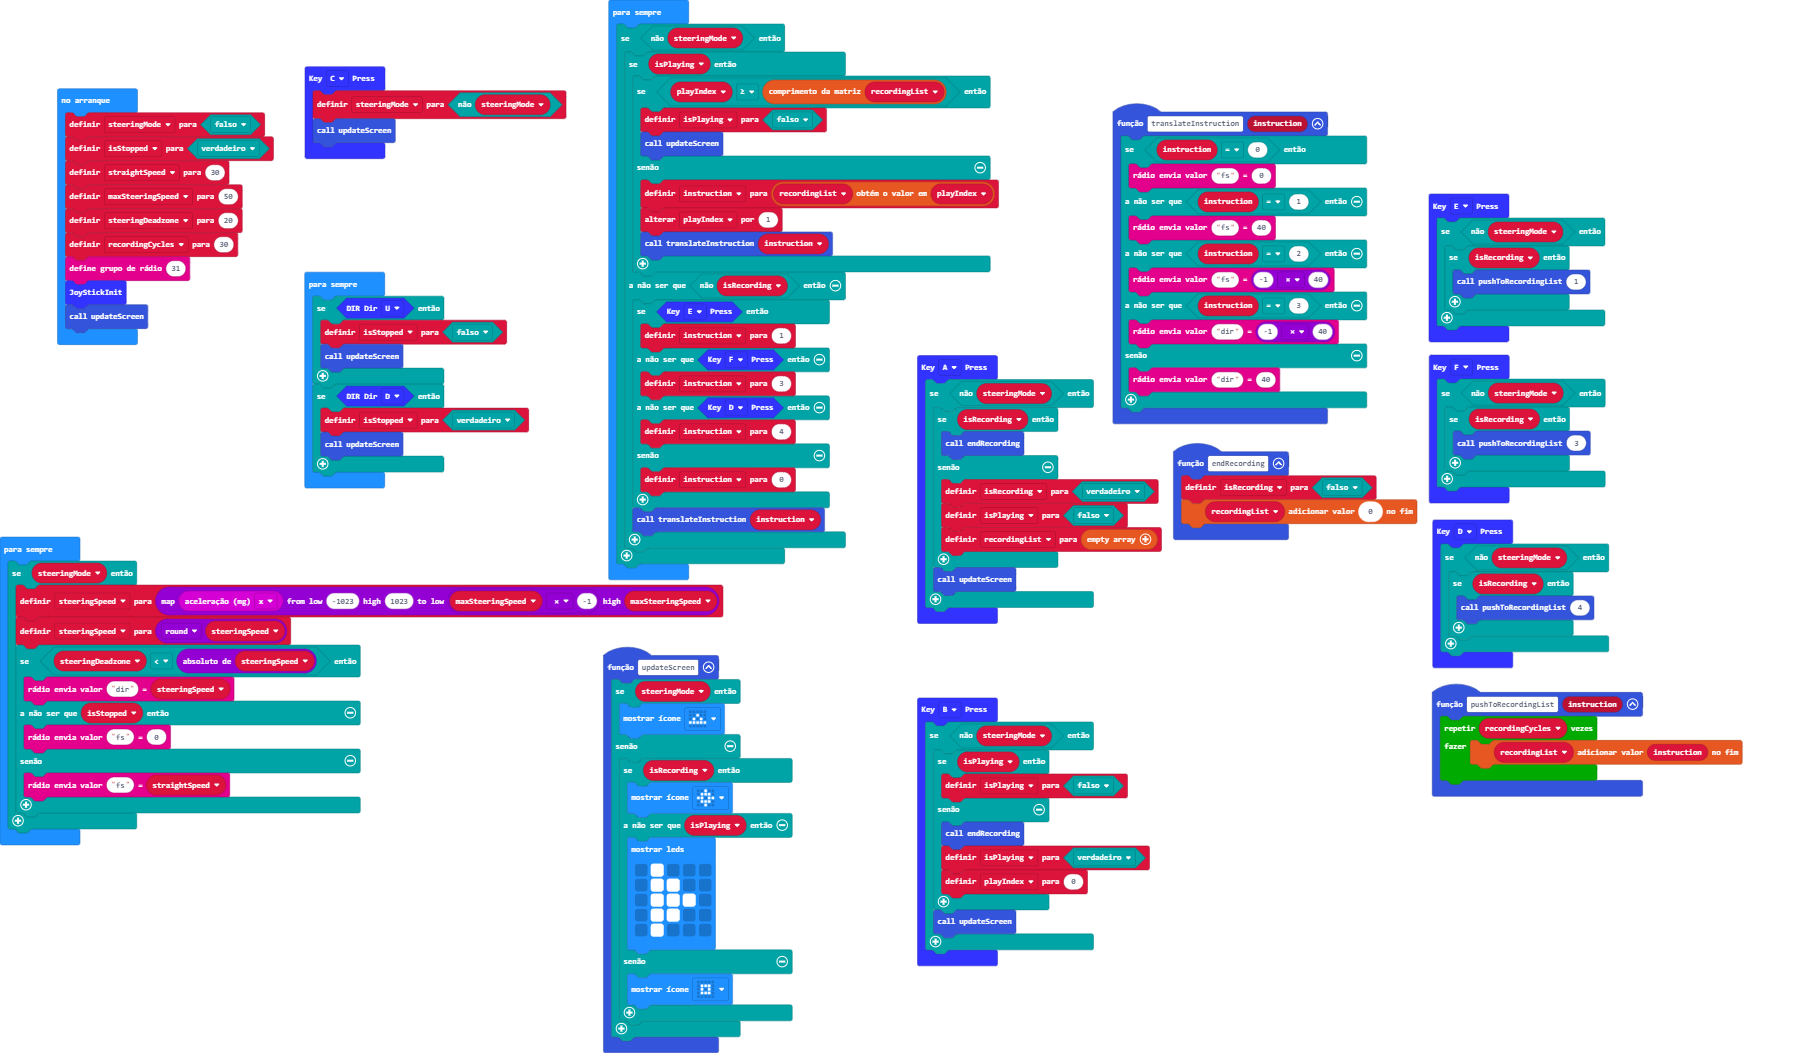 no arranque
definir steeringMode para falso
definir isStopped para verdadeiro
definir straightSpeed para 30
definir maxSteeringSpeed para 50
definir steeringDeadzone para 20
definir recordingCycles para 30
define grupo de rádio 31
JoyStickInit
call updateScreen
Key C Press
definir steeringMode para não steeringMode
call updateScreen
para sempre
se DIR Dir U então
definir isStopped para falso
call updateScreen
se DIR Dir D então
definir isStopped para verdadeiro
call updateScreen
para sempre
se steeringMode então
definir steeringSpeed para map aceleração (mg) x from low -1023 high 1023 to low maxSteeringSpeed × -1 high maxSteeringSpeed
definir steeringSpeed para round steeringSpeed
se steeringDeadzone < absoluto de steeringSpeed então
rádio envia valor "dir" = steeringSpeed
a não ser que isStopped então
rádio envia valor "fs" = 0
senão
rádio envia valor "fs" = straightSpeed
para sempre
se não steeringMode então
se isPlaying então
se playIndex ≥ comprimento da matriz recordingList então
definir isPlaying para falso
call updateScreen
senão
definir instruction para recordingList obtém o valor em playIndex
alterar playIndex por 1
call translateInstruction instruction
a não ser que não isRecording então
se Key E Press então
definir instruction para 1
a não ser que Key F Press então
definir instruction para 3
a não ser que Key D Press então
definir instruction para 4
senão
definir instruction para 0
call translateInstruction instruction
função updateScreen
se steeringMode então
mostrar ícone
senão
se isRecording então
mostrar ícone
a não ser que isPlaying então
mostrar leds
senão
mostrar ícone
Key A Press
se não steeringMode então
se isRecording então
call endRecording
senão
definir isRecording para verdadeiro
definir isPlaying para falso
definir recordingList para empty array
call updateScreen
Key B Press
se não steeringMode então
se isPlaying então
definir isPlaying para falso
senão
call endRecording
definir isPlaying para verdadeiro
definir playIndex para 0
call updateScreen
função translateInstruction instruction
se instruction = 0 então
rádio envia valor "fs" = 0
a não ser que instruction = 1 então
rádio envia valor "fs" = 40
a não ser que instruction = 2 então
rádio envia valor "fs" = -1 × 40
a não ser que instruction = 3 então
rádio envia valor "dir" = -1 × 40
senão
rádio envia valor "dir" = 40
função endRecording
definir isRecording para falso
recordingList adicionar valor 0 no fim
Key E Press
se não steeringMode então
se isRecording então
call pushToRecordingList 1
Key F Press
se não steeringMode então
se isRecording então
call pushToRecordingList 3
Key D Press
se não steeringMode então
se isRecording então
call pushToRecordingList 4
função pushToRecordingList instruction
repetir recordingCycles vezes
fazer recordingList adicionar valor instruction no fim